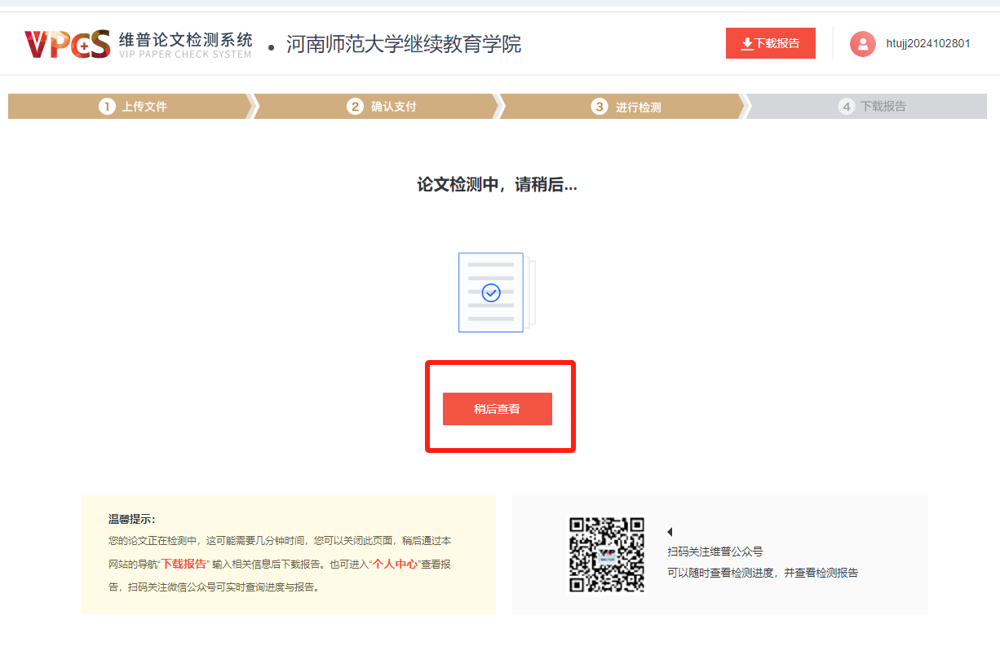 VPCS 维普论文检测系统 • 河南师范大学继续教育学院 下载报告 htujj2024102801
VIP PAPER CHECK SYSTEM
1 上传文件 2 确认支付 3 进行检测 4 下载报告
论文检测中，请稍后...
稍后查看
温馨提示：
您的论文正在检测中，这可能需要几分钟时间，您可以关闭此页面，稍后通过本
网站的导航“下载报告” 输入相关信息后下载报告。也可进入“个人中心”查看报
告，扫码关注微信公众号可实时查询进度与报告。
VIP
扫码关注维普公众号
可以随时查看检测进度，并查看检测报告